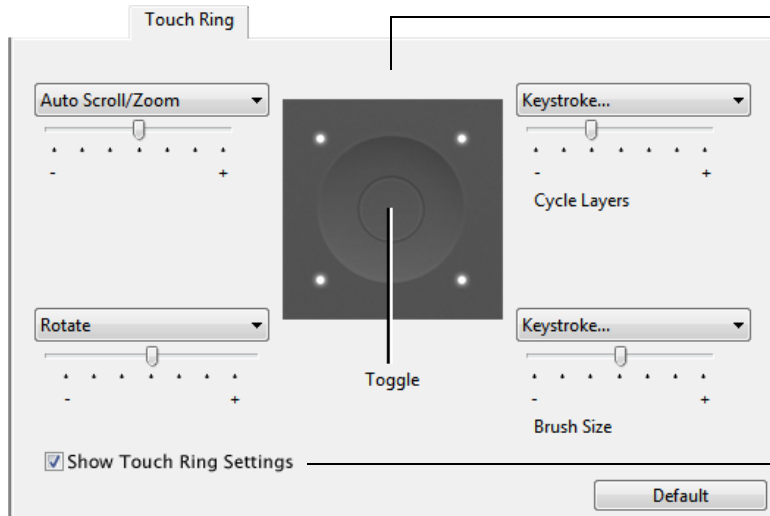 Touch Ring
Auto Scroll/Zoom
Keystroke...
- +
- +
Cycle Layers
Rotate
Keystroke...
Toggle
- +
- +
Brush Size
Show Touch Ring Settings
Default